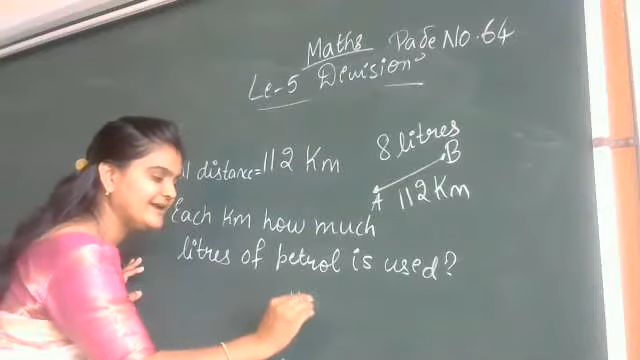 Maths Page No. 64
Le-5 Devision
8 litres
distance=112 Km
B
A 112 Km
Each km how much
litres of petrol is used?